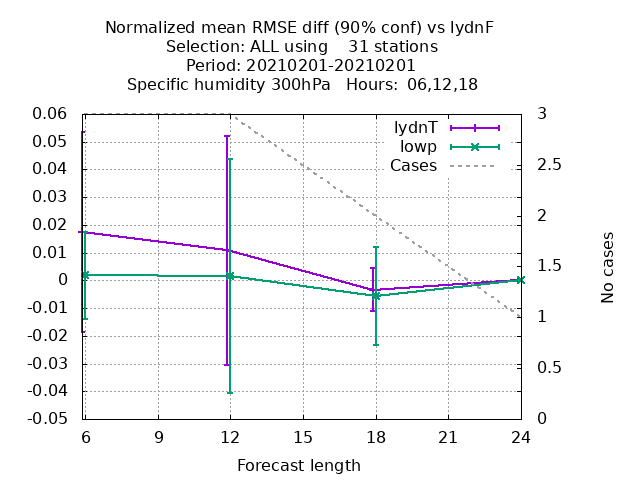 Normalized mean RMSE diff (90% conf) vs lydnF
Selection: ALL using    31 stations
Period: 20210201-20210201
Specific humidity 300hPa   Hours:  06,12,18
lydnT
lowp
Cases
0.06
0.05
0.04
0.03
0.02
0.01
0
-0.01
-0.02
-0.03
-0.04
-0.05
3
2.5
2
1.5
1
0.5
0
No cases
6 9 12 15 18 21 24
Forecast length